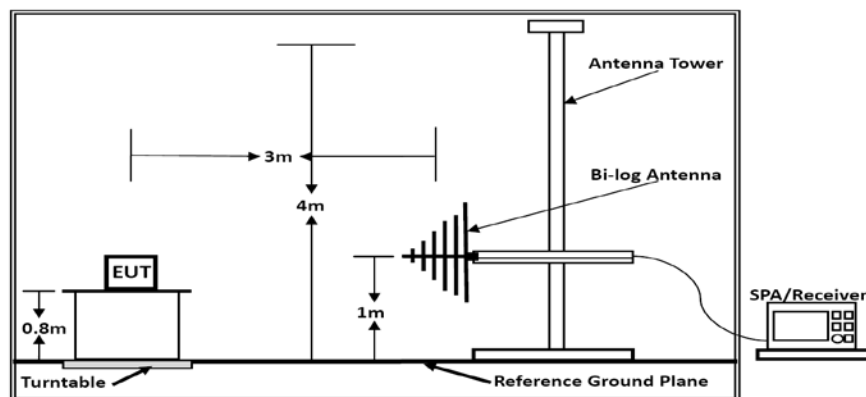 Antenna Tower
3m
Bi-log Antenna
4m
EUT
SPA/Receiver
0.8m
1m
Turntable
Reference Ground Plane